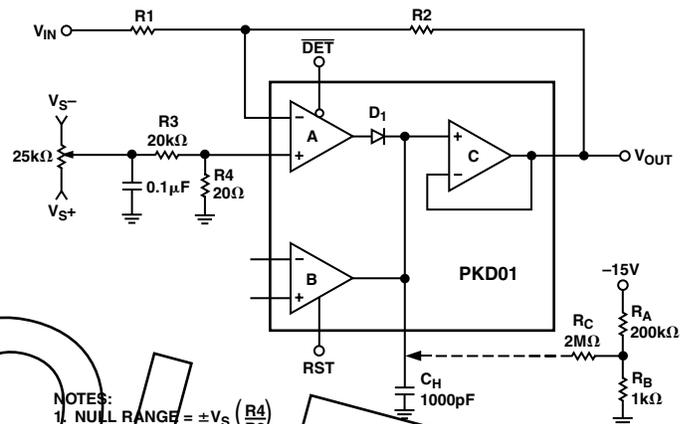 R1
R2
VIN
DET
VS−
D1
R3
20kΩ
A
−
+
+
C
−
VOUT
25kΩ
0.1μF
R4
20Ω
VS+
−
B
+
PKD01
−15V
RA
200kΩ
RC
2MΩ
RST
CH
1000pF
RB
1kΩ
NOTES:
1. NULL RANGE = ±VS (R4